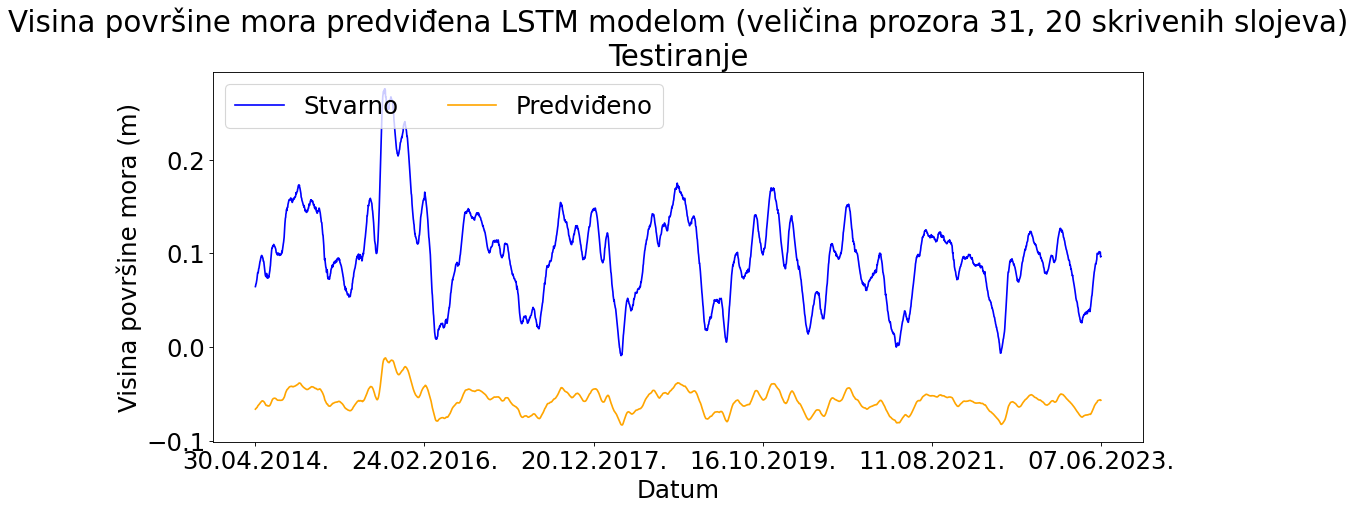 Visina površine mora predviđena LSTM modelom (veličina prozora 31, 20 skrivenih slojeva)
Testiranje
Stvarno Predviđeno
Visina površine mora (m)
0.2
0.1
0.0
−0.1
30.04.2014. 24.02.2016. 20.12.2017. 16.10.2019. 11.08.2021. 07.06.2023.
Datum